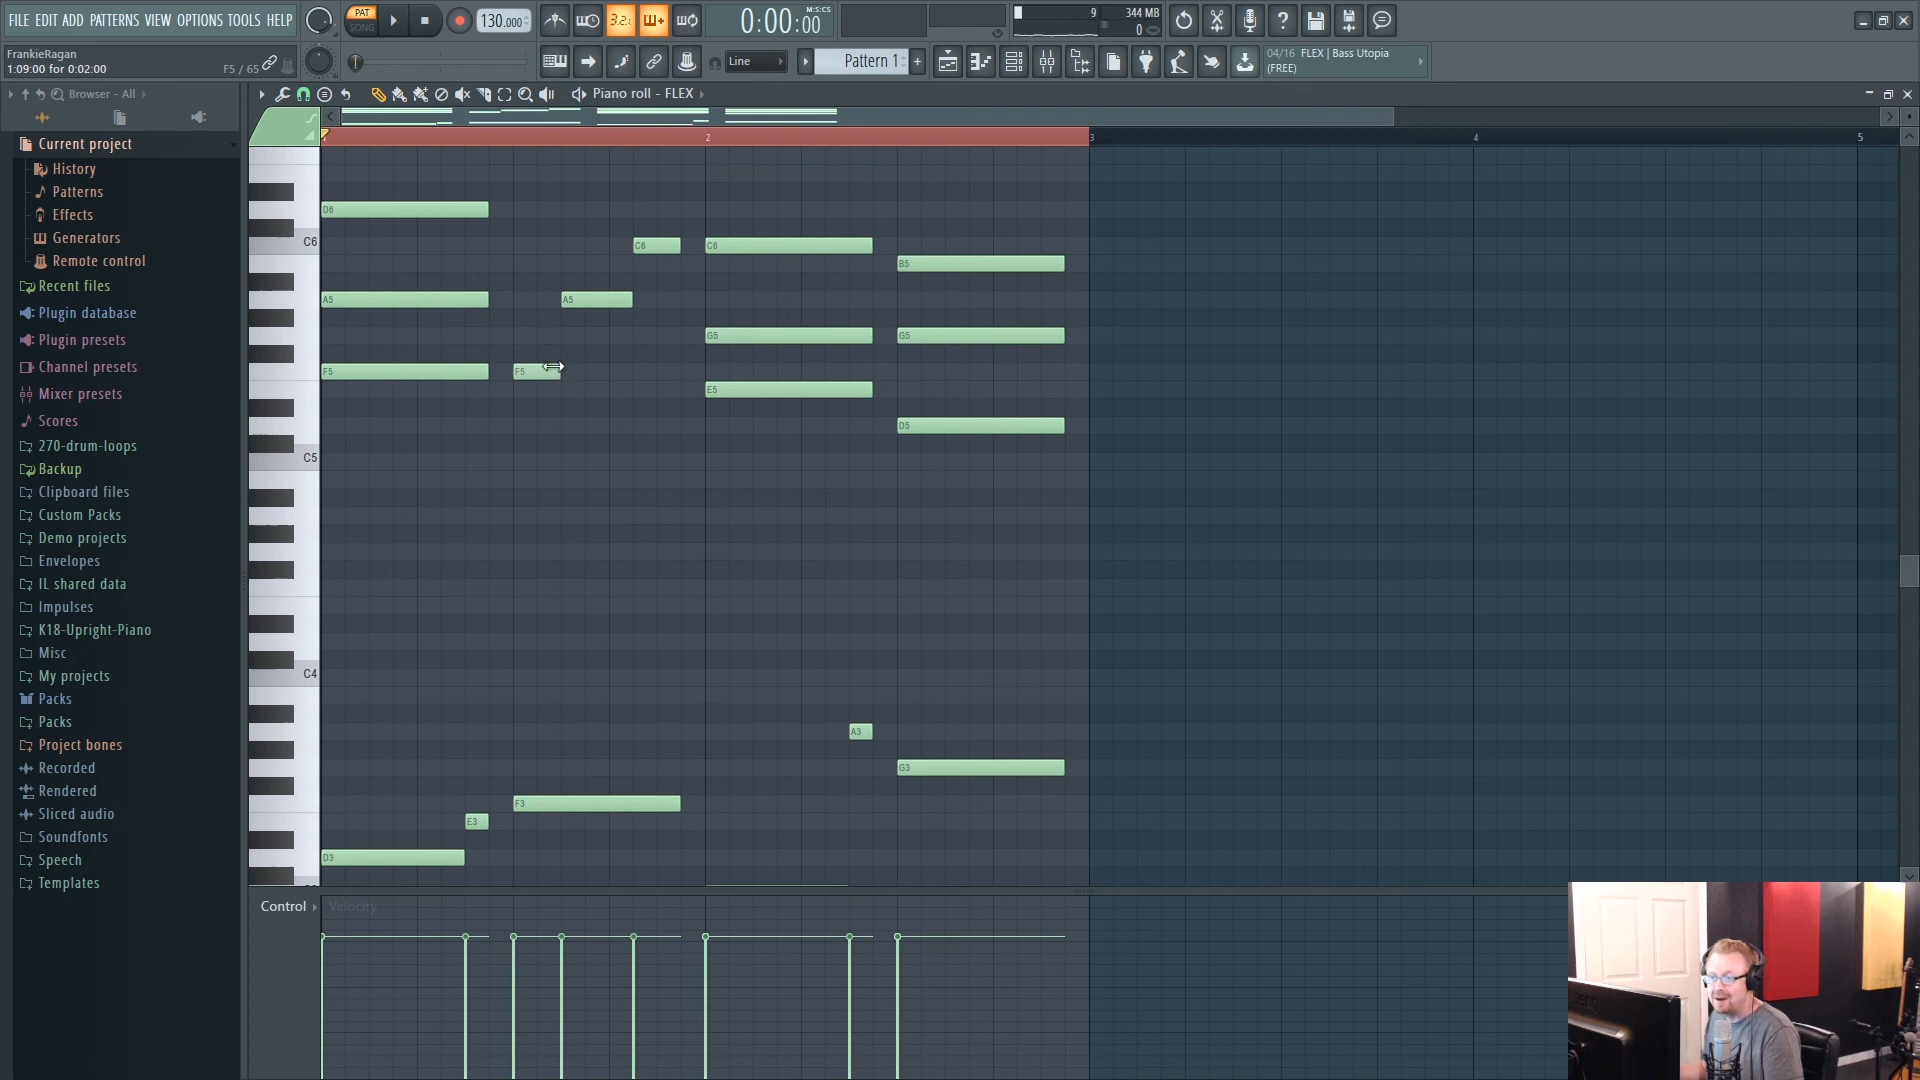 FILE EDIT ADD PATTERNS VIEW OPTIONS TOOLS HELP
PAT
SONG
130.000
3.2.
0:00:00
M:S:CS
9
344 MB
0
FrankieRagan
1:09:00 for 0:02:00
F5 / 65
Line
Pattern 1
04/16 FLEX | Bass Utopia
(FREE)
Browser - All
Piano roll - FLEX
Current project
History
Patterns
Effects
Generators
Remote control
Recent files
Plugin database
Plugin presets
Channel presets
Mixer presets
Scores
270-drum-loops
Backup
Clipboard files
Custom Packs
Demo projects
Envelopes
IL shared data
Impulses
K18-Upright-Piano
Misc
My projects
Packs
Packs
Project bones
Recorded
Rendered
Sliced audio
Soundfonts
Speech
Templates
2
3
4
5
D6
C6
C6
C6
B5
A5
A5
G5
G5
F5
F5
E5
D5
C5
C4
A3
G3
F3
E3
D3
Control
Velocity